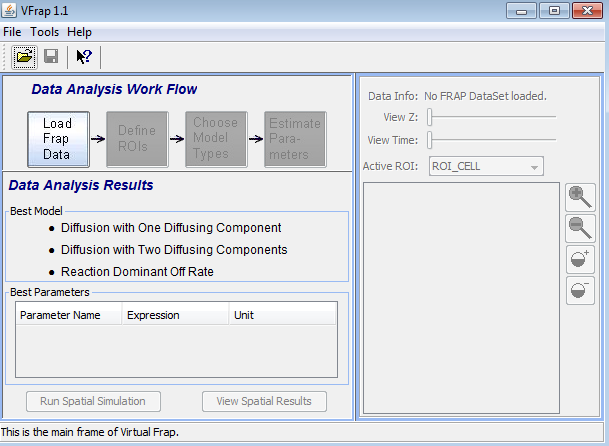 VFrap 1.1
File Tools Help
Data Analysis Work Flow
Load
Frap
Data
Define
ROIs
Choose
Model
Types
Estimate
Para-
meters
Data Analysis Results
Best Model
● Diffusion with One Diffusing Component
● Diffusion with Two Diffusing Components
● Reaction Dominant Off Rate
Best Parameters
Parameter Name Expression Unit
Run Spatial Simulation View Spatial Results
Data Info: No FRAP DataSet loaded.
View Z:
View Time:
Active ROI: ROI_CELL
This is the main frame of Virtual Frap.